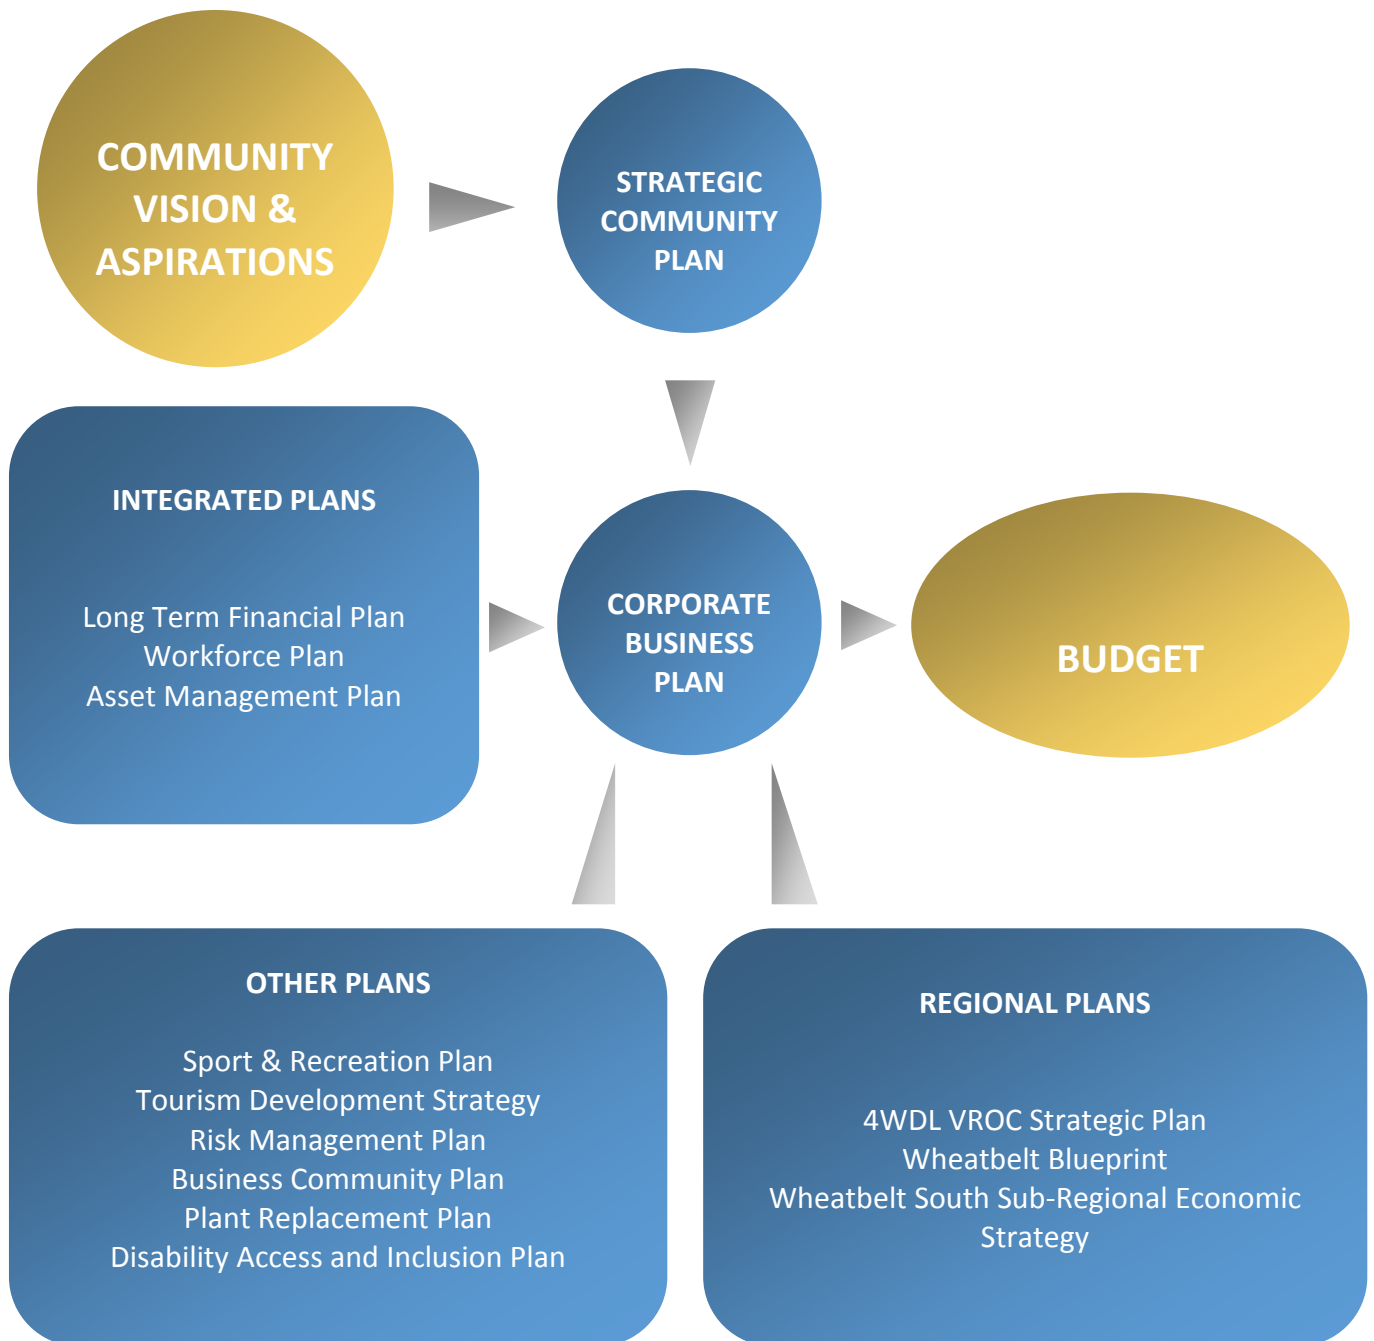 COMMUNITY
VISION &
ASPIRATIONS
STRATEGIC
COMMUNITY
PLAN
INTEGRATED PLANS
Long Term Financial Plan
Workforce Plan
Asset Management Plan
CORPORATE
BUSINESS
PLAN
BUDGET
OTHER PLANS
Sport & Recreation Plan
Tourism Development Strategy
Risk Management Plan
Business Community Plan
Plant Replacement Plan
Disability Access and Inclusion Plan
REGIONAL PLANS
4WDL VROC Strategic Plan
Wheatbelt Blueprint
Wheatbelt South Sub-Regional Economic
Strategy